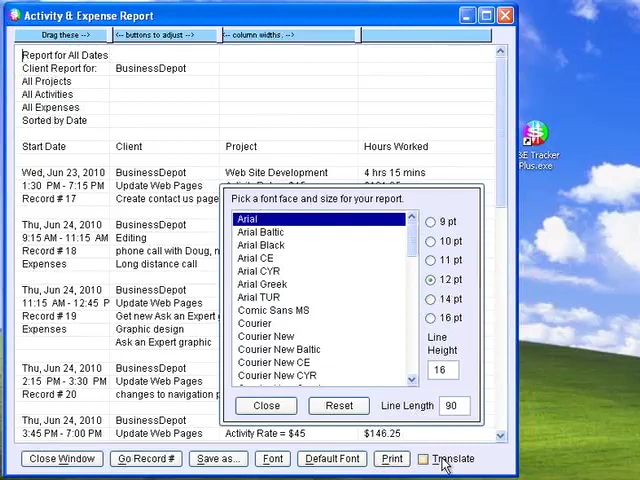 Activity & Expense Report
Drag these --> <-- buttons to adjust --> <-- column widths.
Report for All Dates
Client Report for: BusinessDepot
All Projects
All Activities
All Expenses
Sorted by Date
Start Date Client Project Hours Worked
Wed, Jun 23, 2010 BusinessDepot Web Site Development 4 hrs 15 mins
1:30 PM - 7:15 PM Update Web Pages
Record # 17 Create contact us page
Thu, Jun 24, 2010 BusinessDepot
9:15 AM - 11:15 AM Editing
Record # 18 phone call with Doug, n
Expenses Long distance call
Thu, Jun 24, 2010 BusinessDepot
11:15 AM - 12:45 P Update Web Pages
Record # 19 Get new Ask an Expert g
Expenses Graphic design
Ask an Expert graphic
Thu, Jun 24, 2010 BusinessDepot
2:15 PM - 3:30 PM Update Web Pages
Record # 20 changes to navigation p
Thu, Jun 24, 2010 BusinessDepot
3:45 PM - 7:00 PM Update Web Pages Activity Rate = $45 $146.25
Pick a font face and size for your report.
Arial
Arial Baltic
Arial Black
Arial CE
Arial CYR
Arial Greek
Arial TUR
Comic Sans MS
Courier
Courier New
Courier New Baltic
Courier New CE
Courier New CYR
9 pt
10 pt
11 pt
12 pt
14 pt
16 pt
Line
Height
16
Close Reset Line Length 90
Close Window Go Record # Save as... Font Default Font Print Translate
&E Tracker
Plus.exe